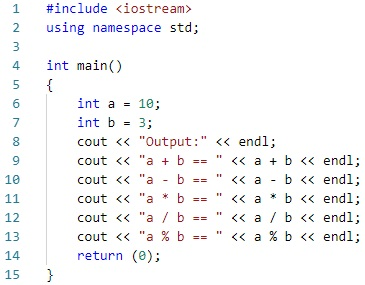 1 #include <iostream>
2 using namespace std;
3
4 int main()
5 {
6     int a = 10;
7     int b = 3;
8     cout << "Output:" << endl;
9     cout << "a + b == " << a + b << endl;
10     cout << "a - b == " << a - b << endl;
11     cout << "a * b == " << a * b << endl;
12     cout << "a / b == " << a / b << endl;
13     cout << "a % b == " << a % b << endl;
14     return (0);
15 }